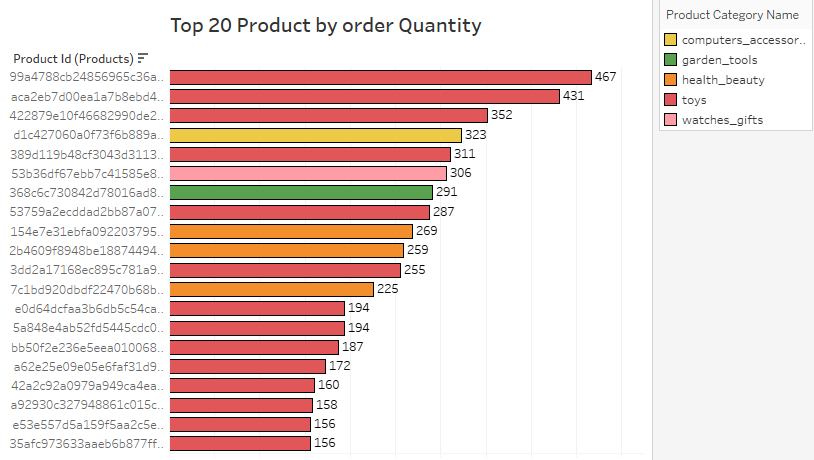 Top 20 Product by order Quantity
Product Id (Products)
99a4788cb24856965c36a.. 467
aca2eb7d00ea1a7b8ebd4.. 431
422879e10f46682990de2.. 352
d1c427060a0f73f6b889a.. 323
389d119b48cf3043d3113.. 311
53b36df67ebb7c41585e8.. 306
368c6c730842d78016ad8.. 291
53759a2ecddad2bb87a07.. 287
154e7e31ebfa092203795.. 269
2b4609f8948be18874494.. 259
3dd2a17168ec895c781a9.. 255
7c1bd920dbdf22470b68b.. 225
e0d64dcfaa3b6db5c54ca.. 194
5a848e4ab52fd5445cdc0.. 194
bb50f2e236e5eea010068.. 187
a62e25e09e05e6faf31d9.. 172
42a2c92a0979a949ca4ea.. 160
a92930c327948861c015c.. 158
e53e557d5a159f5aa2c5e.. 156
35afc973633aaeb6b877ff.. 156
Product Category Name
computers_accessor..
garden_tools
health_beauty
toys
watches_gifts